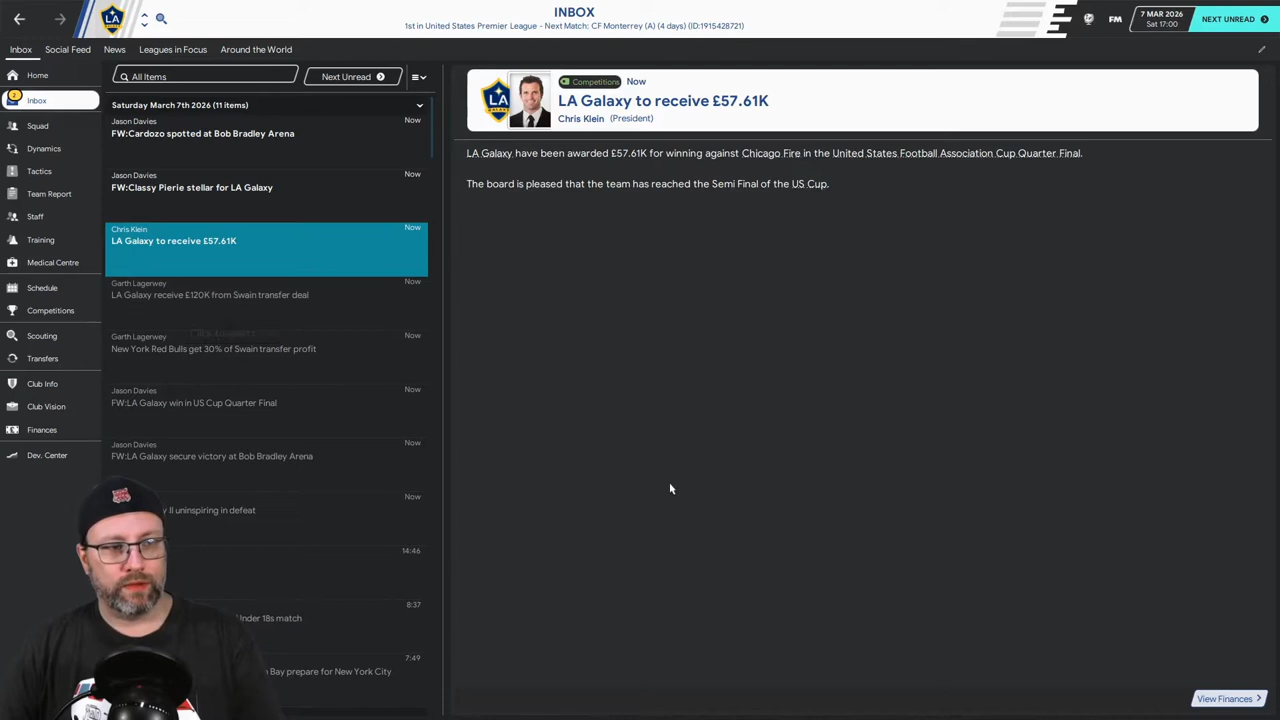 INBOX
1st in United States Premier League - Next Match: CF Monterrey (A) (4 days) (ID:1915428721)
FM
7 MAR 2026
Sat 17:00
NEXT UNREAD
Inbox
Social Feed
News
Leagues in Focus
Around the World
Home
2
Inbox
Squad
Dynamics
Tactics
Team Report
Staff
Training
Medical Centre
Schedule
Competitions
Scouting
Transfers
Club Info
Club Vision
Finances
Dev. Center
All Items
Next Unread
Saturday March 7th 2026 (11 items)
Jason Davies
Now
FW:Cardozo spotted at Bob Bradley Arena
Jason Davies
Now
FW:Classy Pierie stellar for LA Galaxy
Chris Klein
Now
LA Galaxy to receive £57.61K
Garth Lagerwey
Now
LA Galaxy receive £120K from Swain transfer deal
Garth Lagerwey
Now
New York Red Bulls get 30% of Swain transfer profit
Jason Davies
Now
FW:LA Galaxy win in US Cup Quarter Final
Jason Davies
Now
FW:LA Galaxy secure victory at Bob Bradley Arena
Now
II uninspiring in defeat
14:46
8:37
Under 18s match
7:49
Bay prepare for New York City
Competitions
Now
LA Galaxy to receive £57.61K
Chris Klein (President)
LA Galaxy have been awarded £57.61K for winning against Chicago Fire in the United States Football Association Cup Quarter Final.
The board is pleased that the team has reached the Semi Final of the US Cup.
View Finances